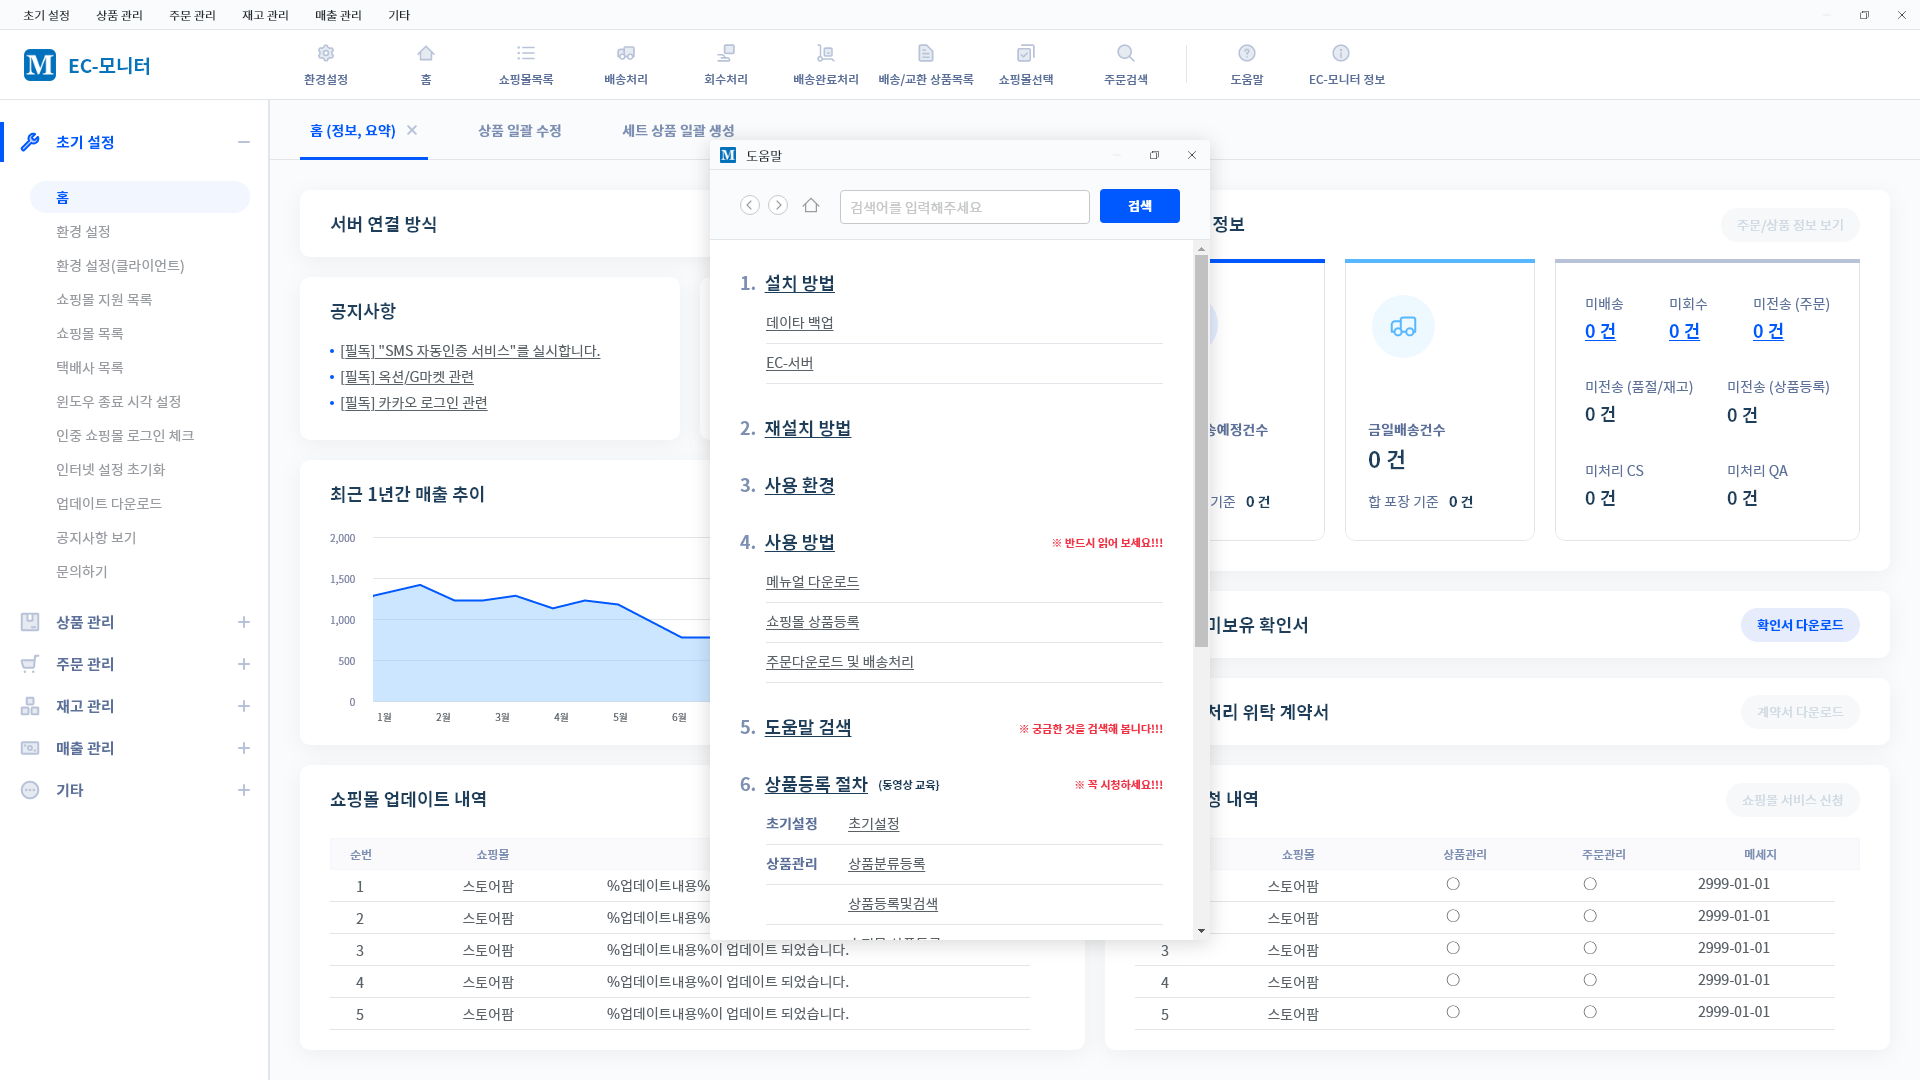 초기 설정 상품 관리 주문 관리 재고 관리 매출 관리 기타
M EC-모니터
환경설정 홈 쇼핑몰목록 배송처리 회수처리 배송완료처리 배송/교환 상품목록 쇼핑몰선택 주문검색 도움말 EC-모니터 정보
초기 설정
홈
환경 설정
환경 설정(클라이언트)
쇼핑몰 지원 목록
쇼핑몰 목록
택배사 목록
윈도우 종료 시각 설정
인중 쇼핑몰 로그인 체크
인터넷 설정 초기화
업데이트 다운로드
공지사항 보기
문의하기
상품 관리
주문 관리
재고 관리
매출 관리
기타
홈 (정보, 요약) 상품 일괄 수정 세트 상품 일괄 생성
서버 연결 방식
공지사항
[필독] "SMS 자동인증 서비스"를 실시합니다.
[필독] 옥션/G마켓 관련
[필독] 카카오 로그인 관련
최근 1년간 매출 추이
2,000
1,500
1,000
500
0
1월 2월 3월 4월 5월 6월
쇼핑몰 업데이트 내역
순번 쇼핑몰
1 스토어팜 %업데이트내용%
2 스토어팜 %업데이트내용%
3 스토어팜 %업데이트내용%이 업데이트 되었습니다.
4 스토어팜 %업데이트내용%이 업데이트 되었습니다.
5 스토어팜 %업데이트내용%이 업데이트 되었습니다.
M 도움말
검색어를 입력해주세요 검색
1. 설치 방법
데이타 백업
EC-서버
2. 재설치 방법
3. 사용 환경
4. 사용 방법 ※ 반드시 읽어 보세요!!!
메뉴얼 다운로드
쇼핑몰 상품등록
주문다운로드 및 배송처리
5. 도움말 검색 ※ 궁금한 것을 검색해 봅니다!!!
6. 상품등록 절차 (동영상 교육) ※ 꼭 시청하세요!!!
초기설정 초기설정
상품관리 상품분류등록
상품등록및검색
정보 주문/상품 정보 보기
송예정건수
기준 0 건
금일배송건수
0 건
합 포장 기준 0 건
미배송 미회수 미전송 (주문)
0 건 0 건 0 건
미전송 (품절/재고) 미전송 (상품등록)
0 건 0 건
미처리 CS 미처리 QA
0 건 0 건
미보유 확인서 확인서 다운로드
처리 위탁 계약서 계약서 다운로드
청 내역 쇼핑몰 서비스 신청
쇼핑몰 상품관리 주문관리 메세지
스토어팜 2999-01-01
스토어팜 2999-01-01
3 스토어팜 2999-01-01
4 스토어팜 2999-01-01
5 스토어팜 2999-01-01